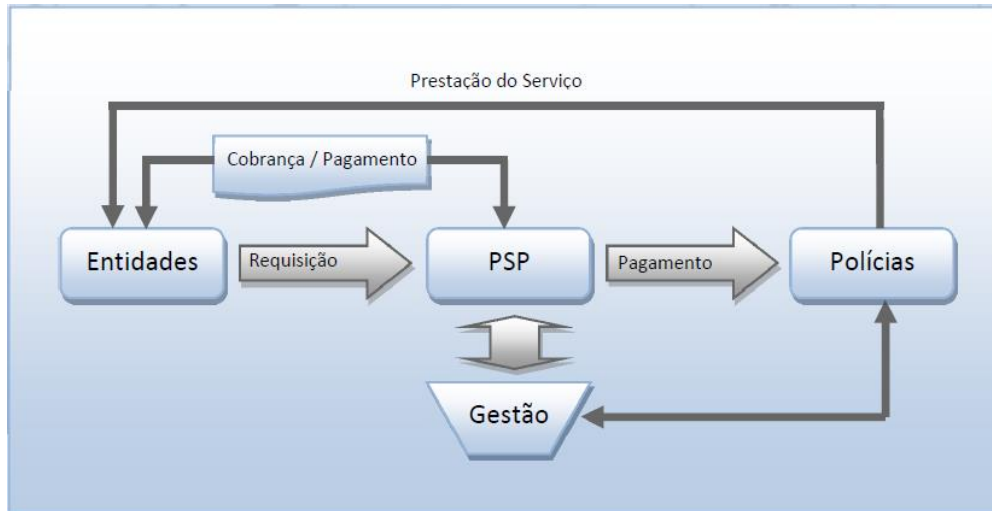 Prestação do Serviço
Cobrança / Pagamento
Entidades
Requisição
PSP
Pagamento
Polícias
Gestão